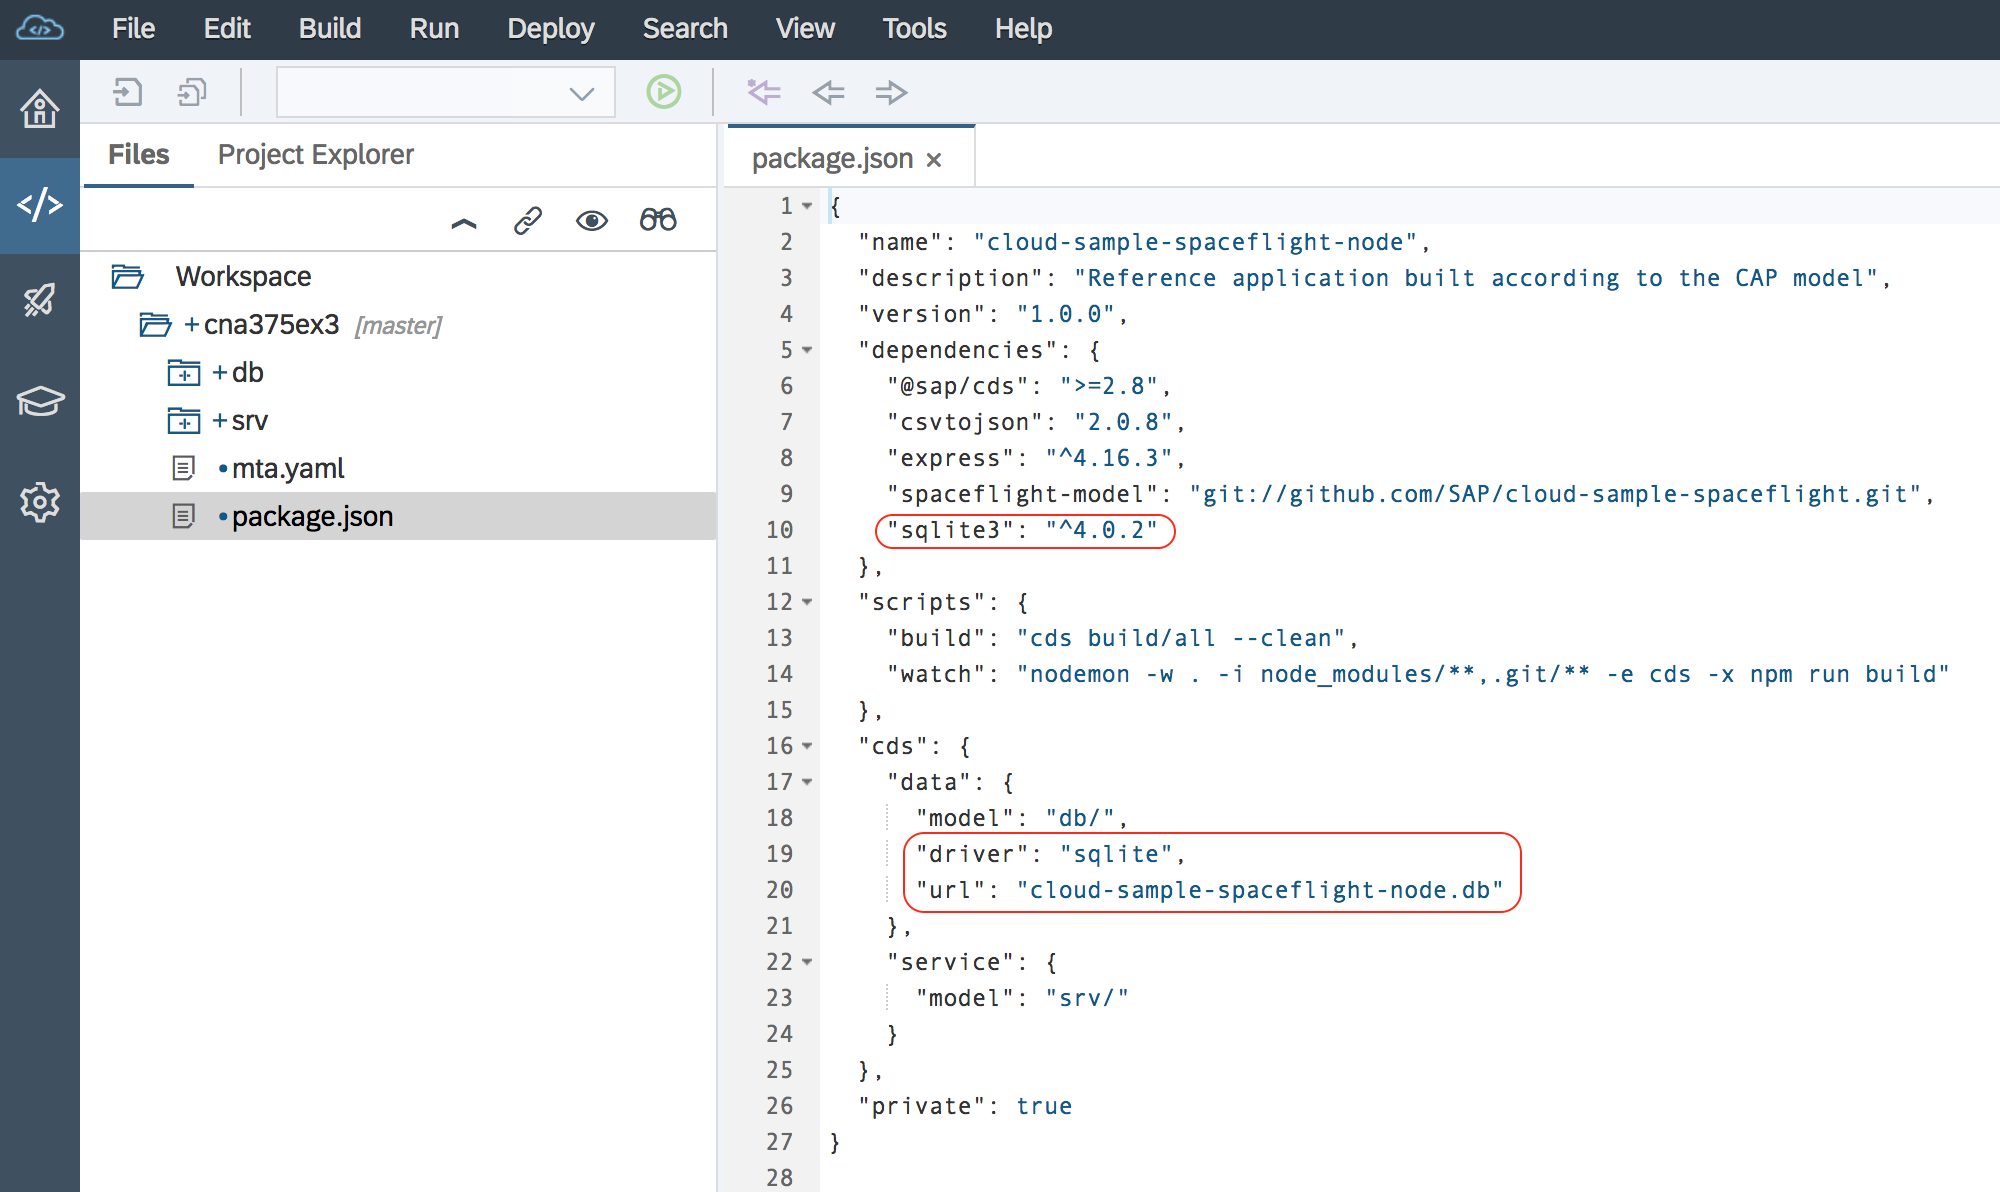 File Edit Build Run Deploy Search View Tools Help
Files Project Explorer
package.json ×
Workspace
+cna375ex3 [master]
+db
+srv
•mta.yaml
•package.json
1 {
2 "name": "cloud-sample-spaceflight-node",
3 "description": "Reference application built according to the CAP model",
4 "version": "1.0.0",
5 "dependencies": {
6 "@sap/cds": ">=2.8",
7 "csvtojson": "2.0.8",
8 "express": "^4.16.3",
9 "spaceflight-model": "git://github.com/SAP/cloud-sample-spaceflight.git",
10 "sqlite3": "^4.0.2"
11 },
12 "scripts": {
13 "build": "cds build/all --clean",
14 "watch": "nodemon -w . -i node_modules/**,.git/** -e cds -x npm run build"
15 },
16 "cds": {
17 "data": {
18 "model": "db/",
19 "driver": "sqlite",
20 "url": "cloud-sample-spaceflight-node.db"
21 },
22 "service": {
23 "model": "srv/"
24 }
25 },
26 "private": true
27 }
28